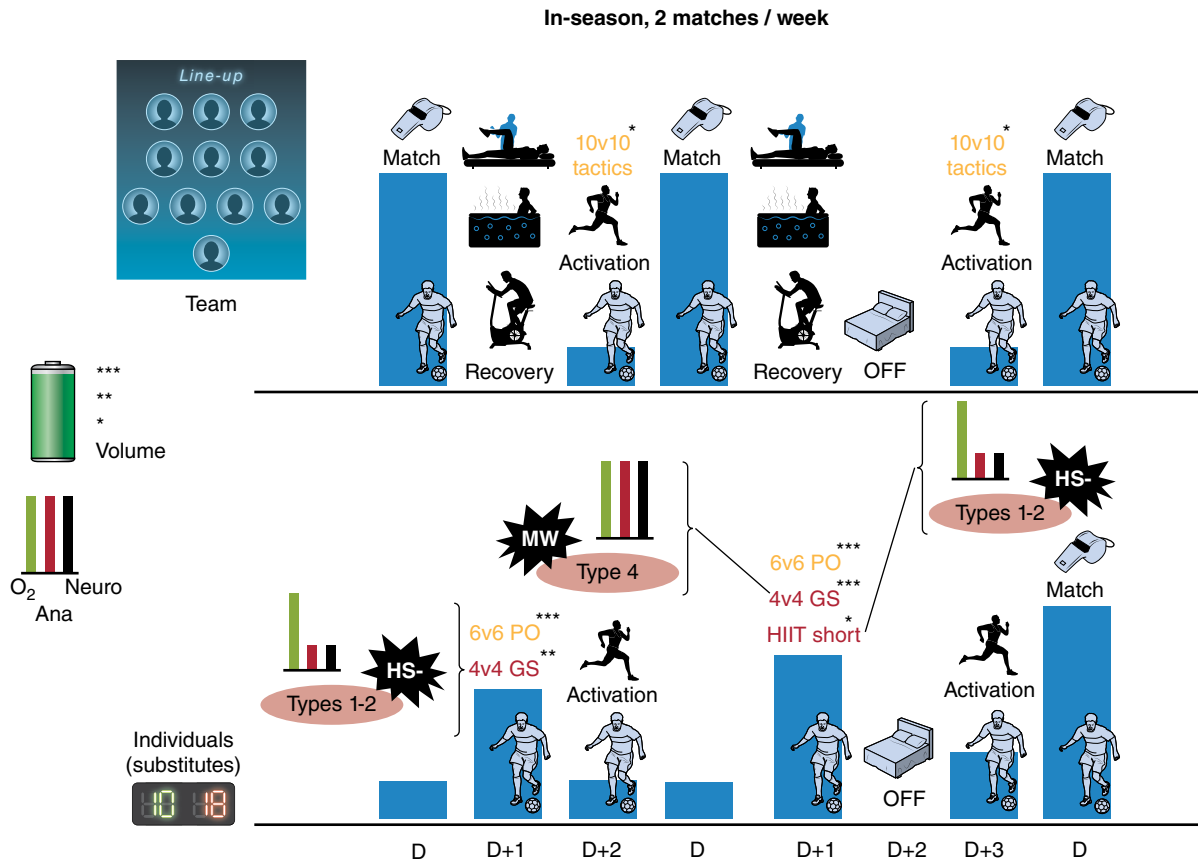 In-season, 2 matches / week
Line-up
Team
Match
10v10*
tactics
Activation
Recovery
Match
Recovery
OFF
10v10*
tactics
Activation
Match
***
**
*
Volume
O2 Neuro
Ana
Types 1-2
HS-
6v6 PO***
4v4 GS**
Activation
MW
Type 4
6v6 PO***
4v4 GS***
HIIT short*
Types 1-2
HS-
Match
OFF
Activation
Individuals
(substitutes)
10 18
D D+1 D+2 D D+1 D+2 D+3 D